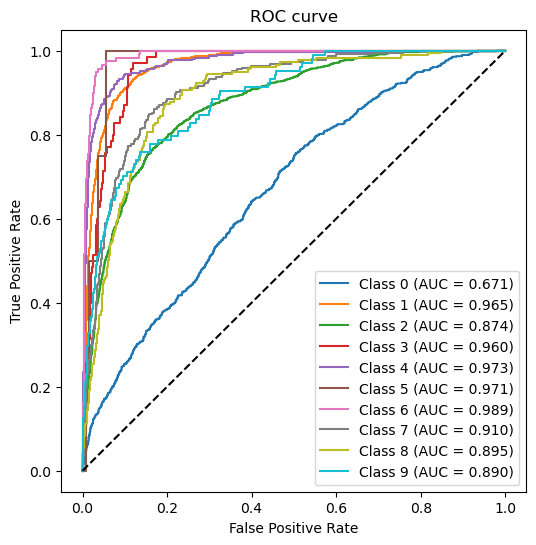 ROC curve
1.0
0.8
0.6
0.4
0.2
0.0
True Positive Rate
Class 0 (AUC = 0.671)
Class 1 (AUC = 0.965)
Class 2 (AUC = 0.874)
Class 3 (AUC = 0.960)
Class 4 (AUC = 0.973)
Class 5 (AUC = 0.971)
Class 6 (AUC = 0.989)
Class 7 (AUC = 0.910)
Class 8 (AUC = 0.895)
Class 9 (AUC = 0.890)
0.0 0.2 0.4 0.6 0.8 1.0
False Positive Rate